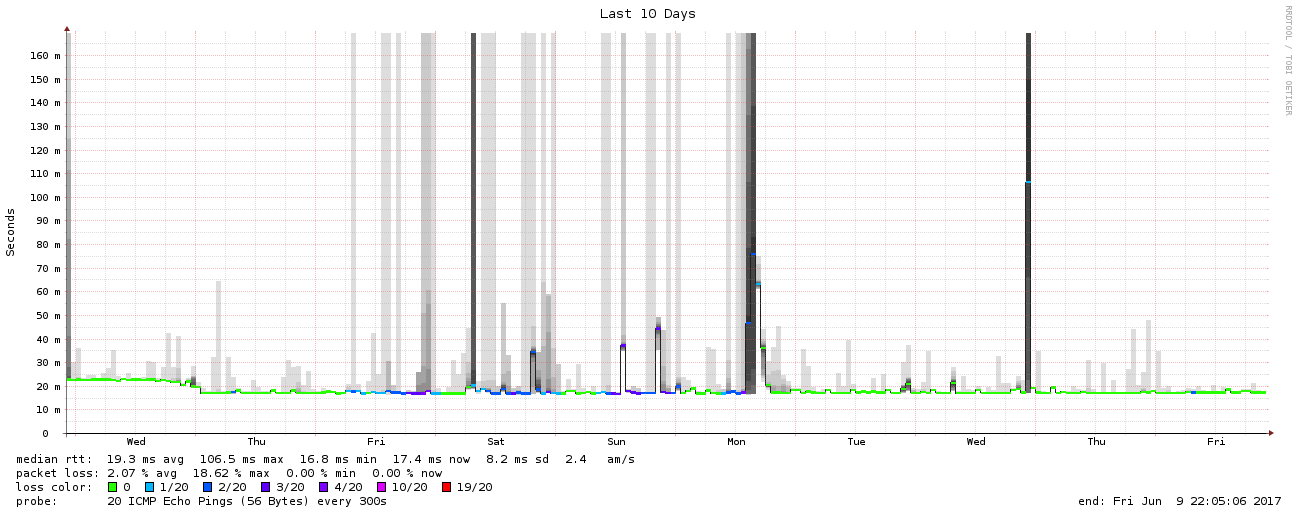 Last 10 Days
RRDTOOL / TOBI OETIKER
Seconds
160 m
150 m
140 m
130 m
120 m
110 m
100 m
90 m
80 m
70 m
60 m
50 m
40 m
30 m
20 m
10 m
0
Wed Thu Fri Sat Sun Mon Tue Wed Thu Fri
median rtt: 19.3 ms avg 106.5 ms max 16.8 ms min 17.4 ms now 8.2 ms sd 2.4 am/s
packet loss: 2.07 % avg 18.62 % max 0.00 % min 0.00 % now
loss color: 0 1/20 2/20 3/20 4/20 10/20 19/20
probe: 20 ICMP Echo Pings (56 Bytes) every 300s end: Fri Jun 9 22:05:06 2017